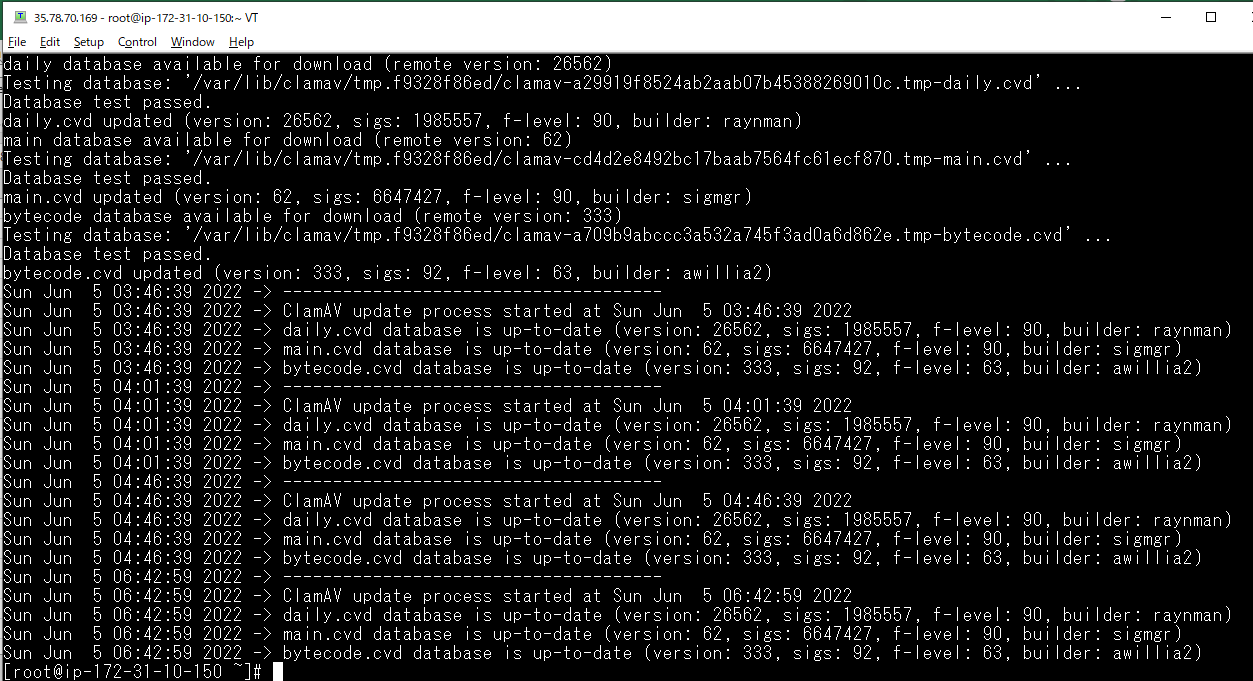 35.78.70.169 - root@ip-172-31-10-150:~ VT
File Edit Setup Control Window Help
daily database available for download (remote version: 26562)
Testing database: '/var/lib/clamav/tmp.f9328f86ed/clamav-a29919f8524ab2aab07b45388269010c.tmp-daily.cvd' ...
Database test passed.
daily.cvd updated (version: 26562, sigs: 1985557, f-level: 90, builder: raynman)
main database available for download (remote version: 62)
Testing database: '/var/lib/clamav/tmp.f9328f86ed/clamav-cd4d2e8492bc17baab7564fc61ecf870.tmp-main.cvd' ...
Database test passed.
main.cvd updated (version: 62, sigs: 6647427, f-level: 90, builder: sigmgr)
bytecode database available for download (remote version: 333)
Testing database: '/var/lib/clamav/tmp.f9328f86ed/clamav-a709b9abccc3a532a745f3ad0a6d862e.tmp-bytecode.cvd' ...
Database test passed.
bytecode.cvd updated (version: 333, sigs: 92, f-level: 63, builder: awillia2)
Sun Jun  5 03:46:39 2022 -> --------------------------------------
Sun Jun  5 03:46:39 2022 -> ClamAV update process started at Sun Jun  5 03:46:39 2022
Sun Jun  5 03:46:39 2022 -> daily.cvd database is up-to-date (version: 26562, sigs: 1985557, f-level: 90, builder: raynman)
Sun Jun  5 03:46:39 2022 -> main.cvd database is up-to-date (version: 62, sigs: 6647427, f-level: 90, builder: sigmgr)
Sun Jun  5 03:46:39 2022 -> bytecode.cvd database is up-to-date (version: 333, sigs: 92, f-level: 63, builder: awillia2)
Sun Jun  5 04:01:39 2022 -> --------------------------------------
Sun Jun  5 04:01:39 2022 -> ClamAV update process started at Sun Jun  5 04:01:39 2022
Sun Jun  5 04:01:39 2022 -> daily.cvd database is up-to-date (version: 26562, sigs: 1985557, f-level: 90, builder: raynman)
Sun Jun  5 04:01:39 2022 -> main.cvd database is up-to-date (version: 62, sigs: 6647427, f-level: 90, builder: sigmgr)
Sun Jun  5 04:01:39 2022 -> bytecode.cvd database is up-to-date (version: 333, sigs: 92, f-level: 63, builder: awillia2)
Sun Jun  5 04:46:39 2022 -> --------------------------------------
Sun Jun  5 04:46:39 2022 -> ClamAV update process started at Sun Jun  5 04:46:39 2022
Sun Jun  5 04:46:39 2022 -> daily.cvd database is up-to-date (version: 26562, sigs: 1985557, f-level: 90, builder: raynman)
Sun Jun  5 04:46:39 2022 -> main.cvd database is up-to-date (version: 62, sigs: 6647427, f-level: 90, builder: sigmgr)
Sun Jun  5 04:46:39 2022 -> bytecode.cvd database is up-to-date (version: 333, sigs: 92, f-level: 63, builder: awillia2)
Sun Jun  5 06:42:59 2022 -> --------------------------------------
Sun Jun  5 06:42:59 2022 -> ClamAV update process started at Sun Jun  5 06:42:59 2022
Sun Jun  5 06:42:59 2022 -> daily.cvd database is up-to-date (version: 26562, sigs: 1985557, f-level: 90, builder: raynman)
Sun Jun  5 06:42:59 2022 -> main.cvd database is up-to-date (version: 62, sigs: 6647427, f-level: 90, builder: sigmgr)
Sun Jun  5 06:42:59 2022 -> bytecode.cvd database is up-to-date (version: 333, sigs: 92, f-level: 63, builder: awillia2)
[root@ip-172-31-10-150 ~]#